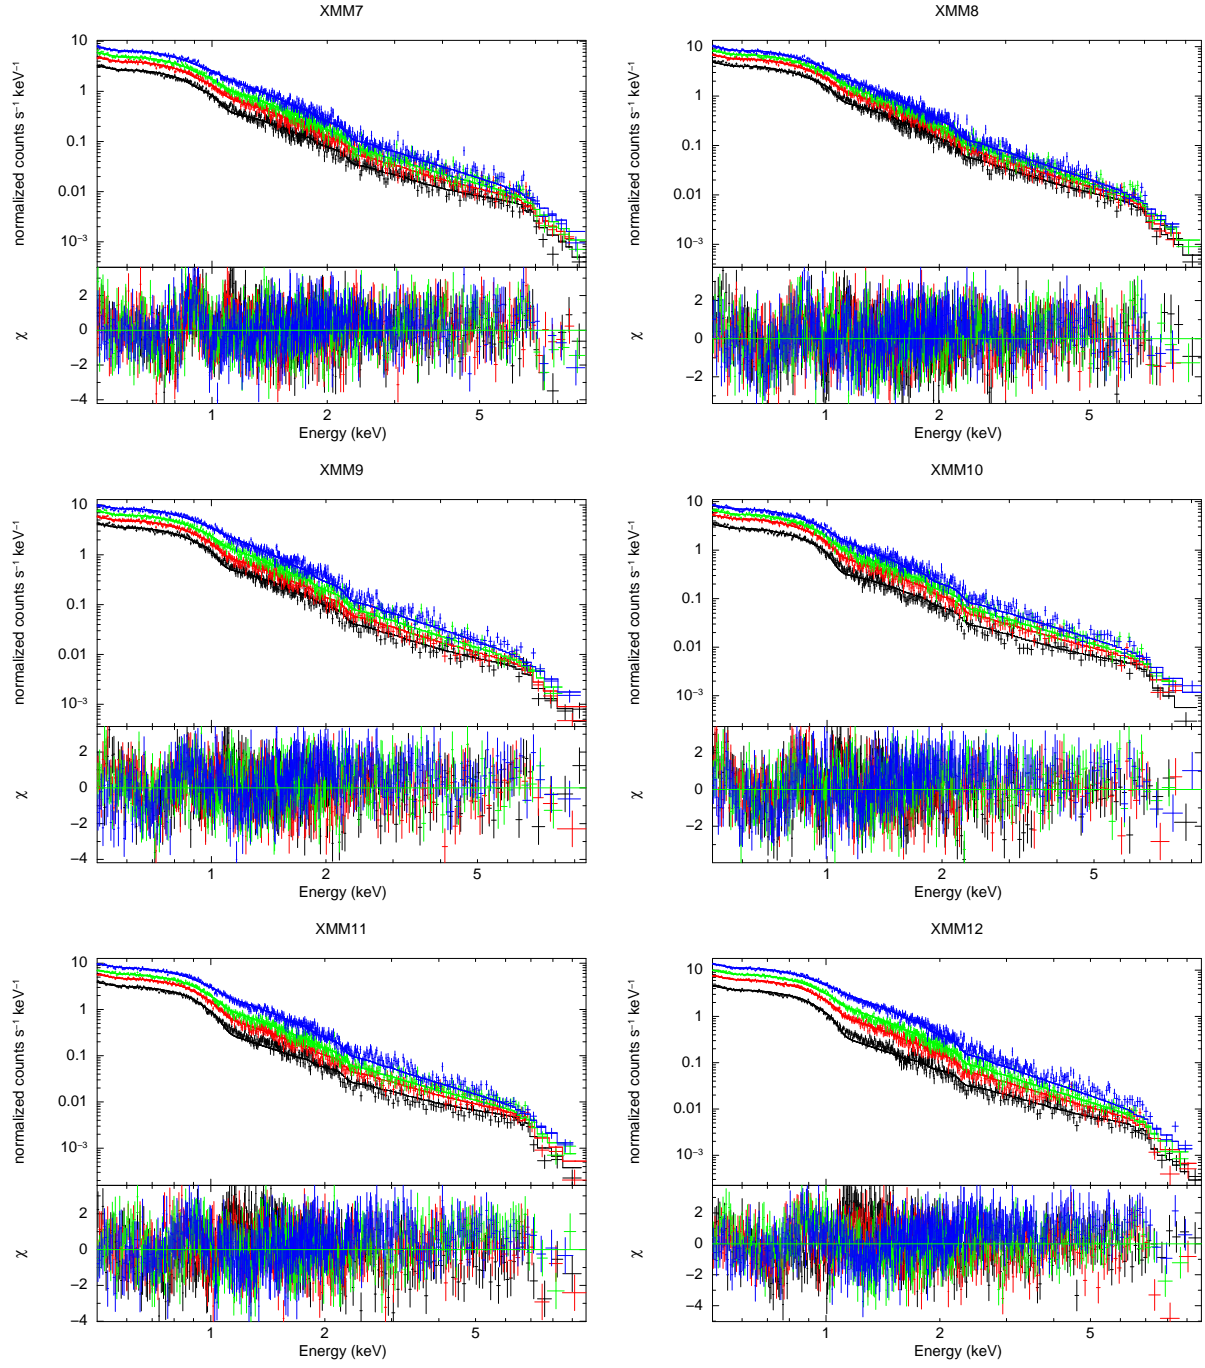 XMM7
normalized counts s⁻¹ keV⁻¹
10
1
0.1
0.01
10⁻³
χ
2
0
−2
−4
1
2
5
Energy (keV)
XMM8
normalized counts s⁻¹ keV⁻¹
10
1
0.1
0.01
10⁻³
χ
2
0
−2
1
2
5
Energy (keV)
XMM9
normalized counts s⁻¹ keV⁻¹
10
1
0.1
0.01
10⁻³
χ
2
0
−2
−4
1
2
5
Energy (keV)
XMM10
normalized counts s⁻¹ keV⁻¹
10
1
0.1
0.01
10⁻³
χ
2
0
−2
1
2
5
Energy (keV)
XMM11
normalized counts s⁻¹ keV⁻¹
10
1
0.1
0.01
10⁻³
χ
2
0
−2
−4
1
2
5
Energy (keV)
XMM12
normalized counts s⁻¹ keV⁻¹
10
1
0.1
0.01
10⁻³
χ
2
0
−2
−4
1
2
5
Energy (keV)